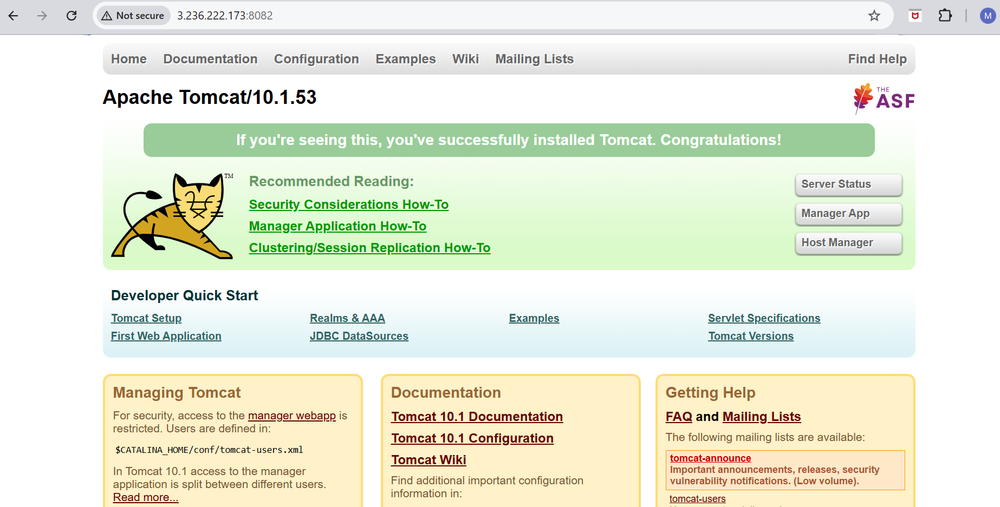 Not secure 3.236.222.173:8082 M
Home Documentation Configuration Examples Wiki Mailing Lists Find Help
Apache Tomcat/10.1.53
THE
ASF
If you're seeing this, you've successfully installed Tomcat. Congratulations!
TM
Recommended Reading:
Security Considerations How-To
Manager Application How-To
Clustering/Session Replication How-To
Server Status
Manager App
Host Manager
Developer Quick Start
Tomcat Setup
First Web Application
Realms & AAA
JDBC DataSources
Examples
Servlet Specifications
Tomcat Versions
Managing Tomcat
For security, access to the manager webapp is
restricted. Users are defined in:
$CATALINA_HOME/conf/tomcat-users.xml
In Tomcat 10.1 access to the manager
application is split between different users.
Read more...
Documentation
Tomcat 10.1 Documentation
Tomcat 10.1 Configuration
Tomcat Wiki
Find additional important configuration
information in:
Getting Help
FAQ and Mailing Lists
The following mailing lists are available:
tomcat-announce
Important announcements, releases, security
vulnerability notifications. (Low volume).
tomcat-users